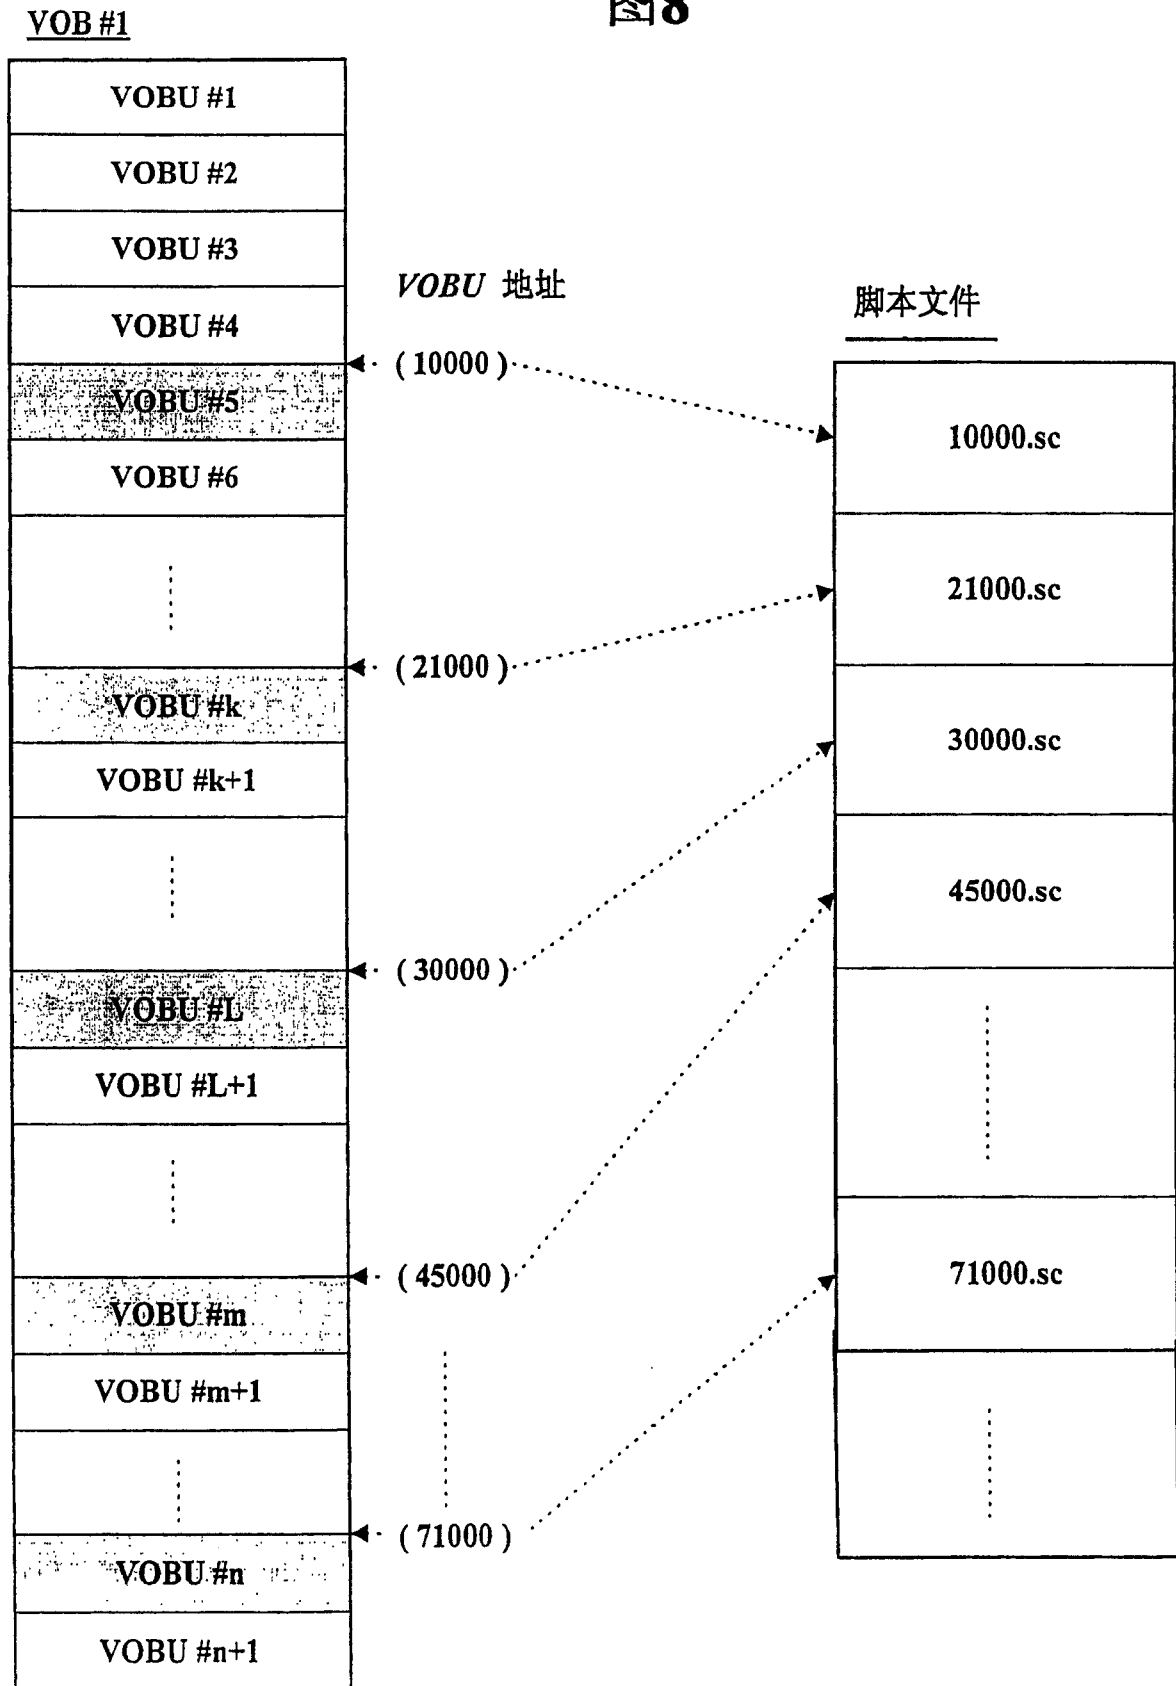 图8
VOB #1
VOBU #1
VOBU #2
VOBU #3
VOBU #4
VOBU #5
VOBU #6
VOBU #k
VOBU #k+1
VOBU #L
VOBU #L+1
VOBU #m
VOBU #m+1
VOBU #n
VOBU #n+1
VOBU 地址
(10000)
(21000)
(30000)
(45000)
(71000)
脚本文件
10000.sc
21000.sc
30000.sc
45000.sc
71000.sc